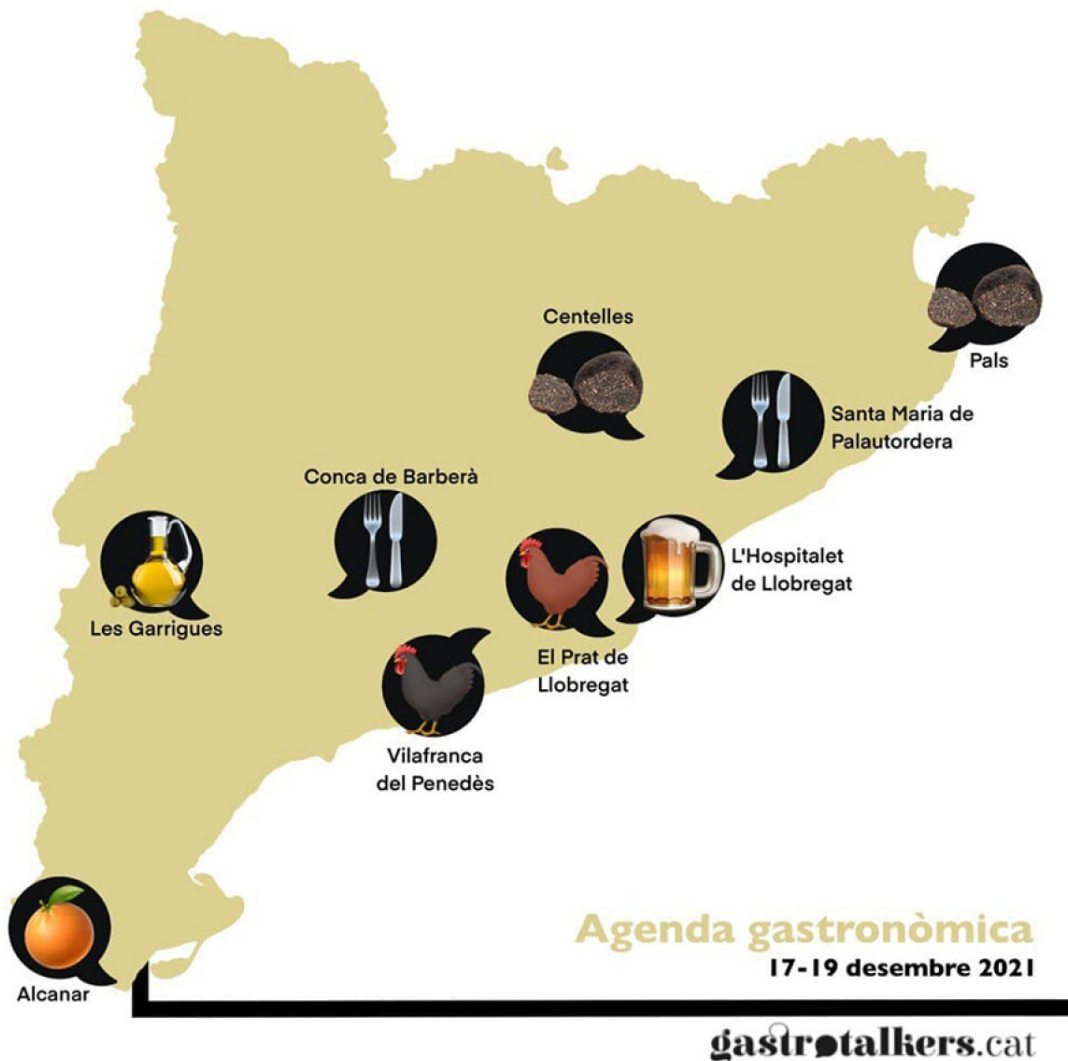 Centelles
Pals
Santa Maria de
Palautordera
Conca de Barberà
L'Hospitalet
de Llobregat
Les Garrigues
El Prat de
Llobregat
Vilafranca
del Penedès
Alcanar
Agenda gastronòmica
17-19 desembre 2021
gastrotalkers.cat